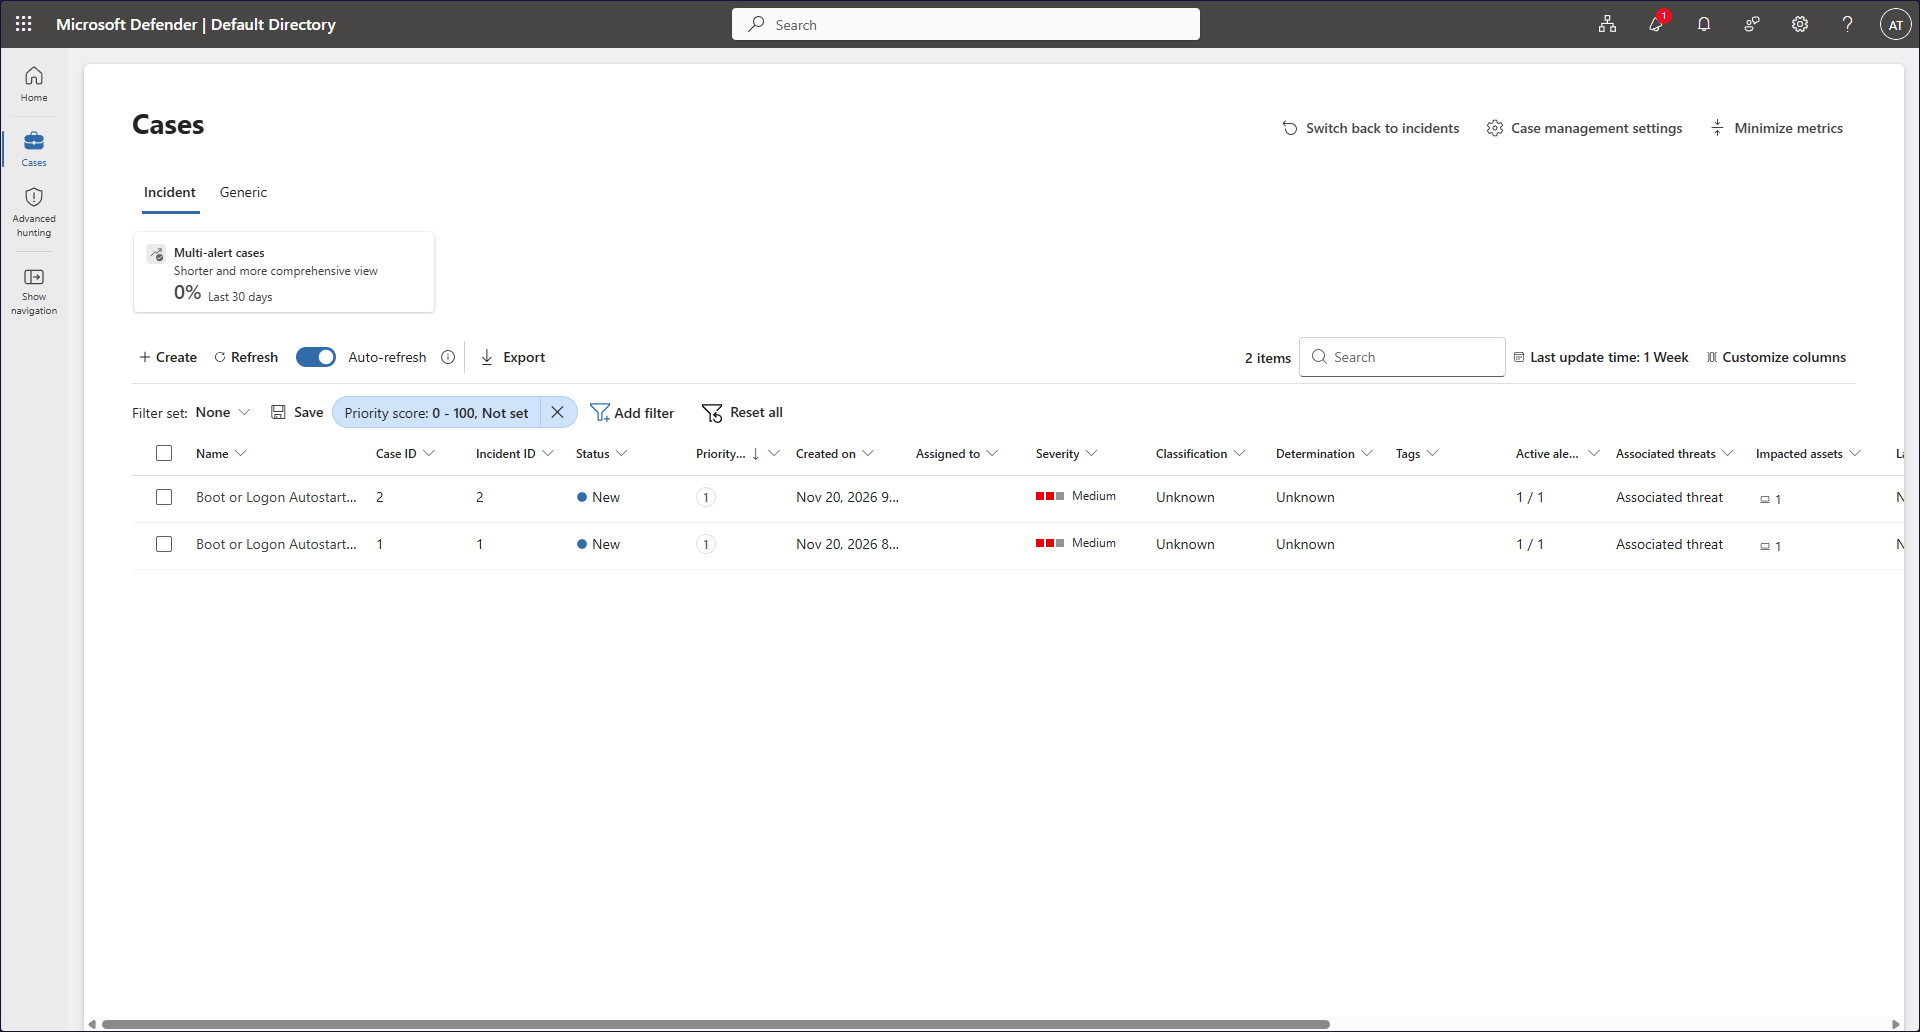 Microsoft Defender | Default Directory
Search
1
AT
Home
Cases
Advanced
hunting
Show
navigation
Cases
Switch back to incidents
Case management settings
Minimize metrics
Incident
Generic
Multi-alert cases
Shorter and more comprehensive view
0% Last 30 days
Create
Refresh
Auto-refresh
Export
2 items
Search
Last update time: 1 Week
Customize columns
Filter set: None
Save
Priority score: 0 - 100, Not set
Add filter
Reset all
Name Case ID Incident ID Status Priority... Created on Assigned to Severity Classification Determination Tags Active ale... Associated threats Impacted assets
Boot or Logon Autostart... 2 2 New 1 Nov 20, 2026 9... Medium Unknown Unknown 1 / 1 Associated threat 1
Boot or Logon Autostart... 1 1 New 1 Nov 20, 2026 8... Medium Unknown Unknown 1 / 1 Associated threat 1